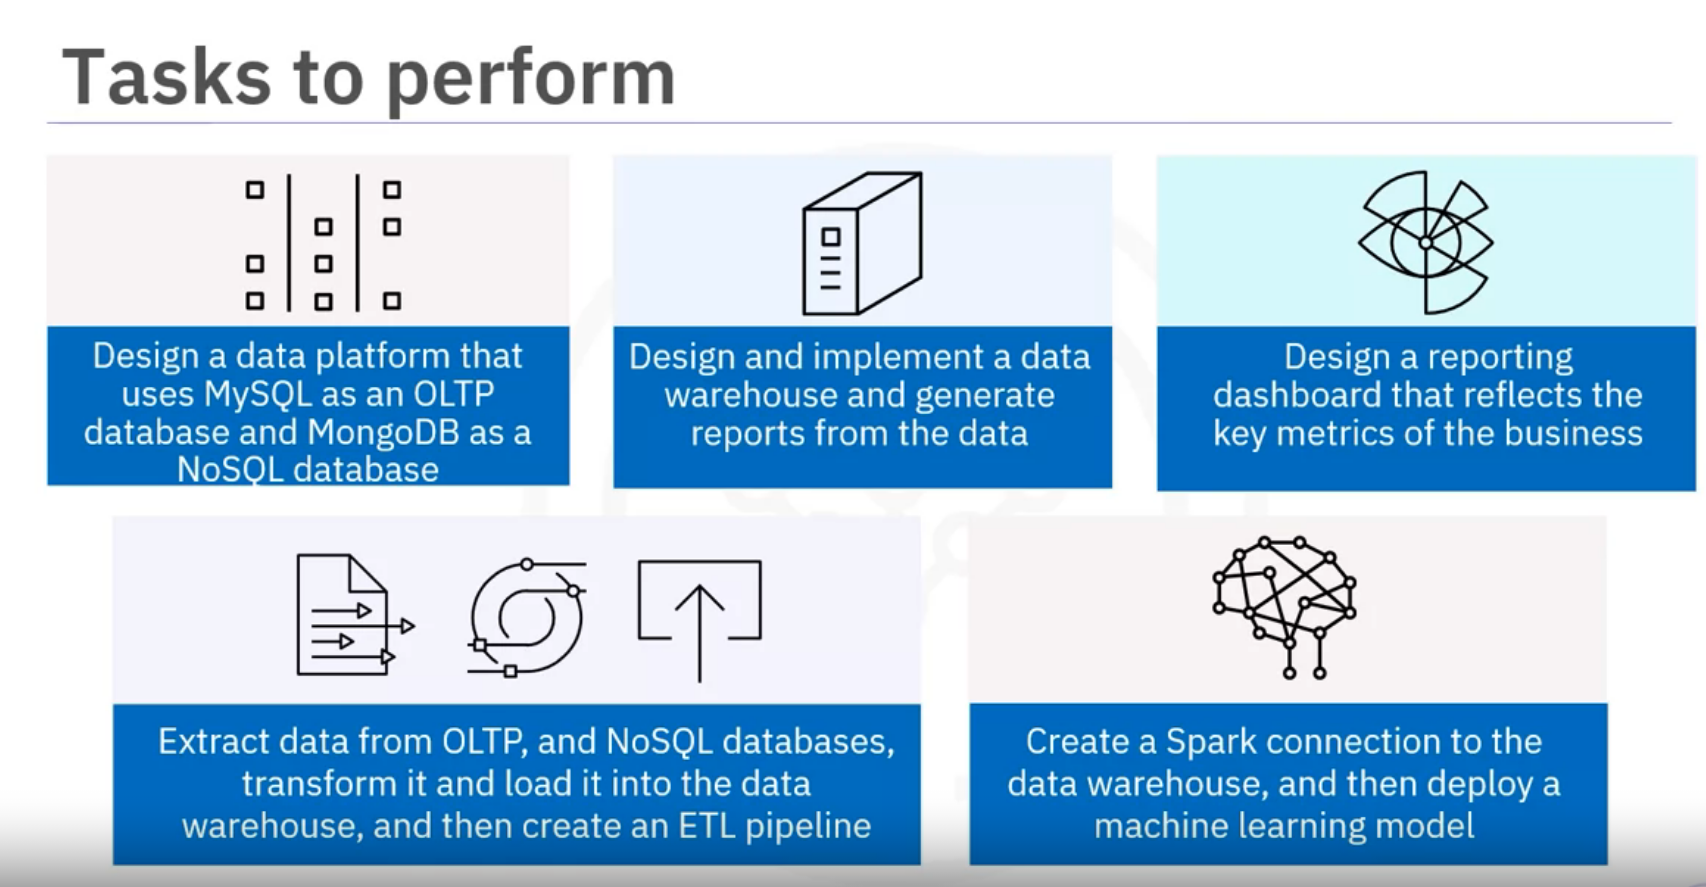 Tasks to perform
Design a data platform that
uses MySQL as an OLTP
database and MongoDB as a
NoSQL database
Design and implement a data
warehouse and generate
reports from the data
Design a reporting
dashboard that reflects the
key metrics of the business
Extract data from OLTP, and NoSQL databases,
transform it and load it into the data
warehouse, and then create an ETL pipeline
Create a Spark connection to the
data warehouse, and then deploy a
machine learning model